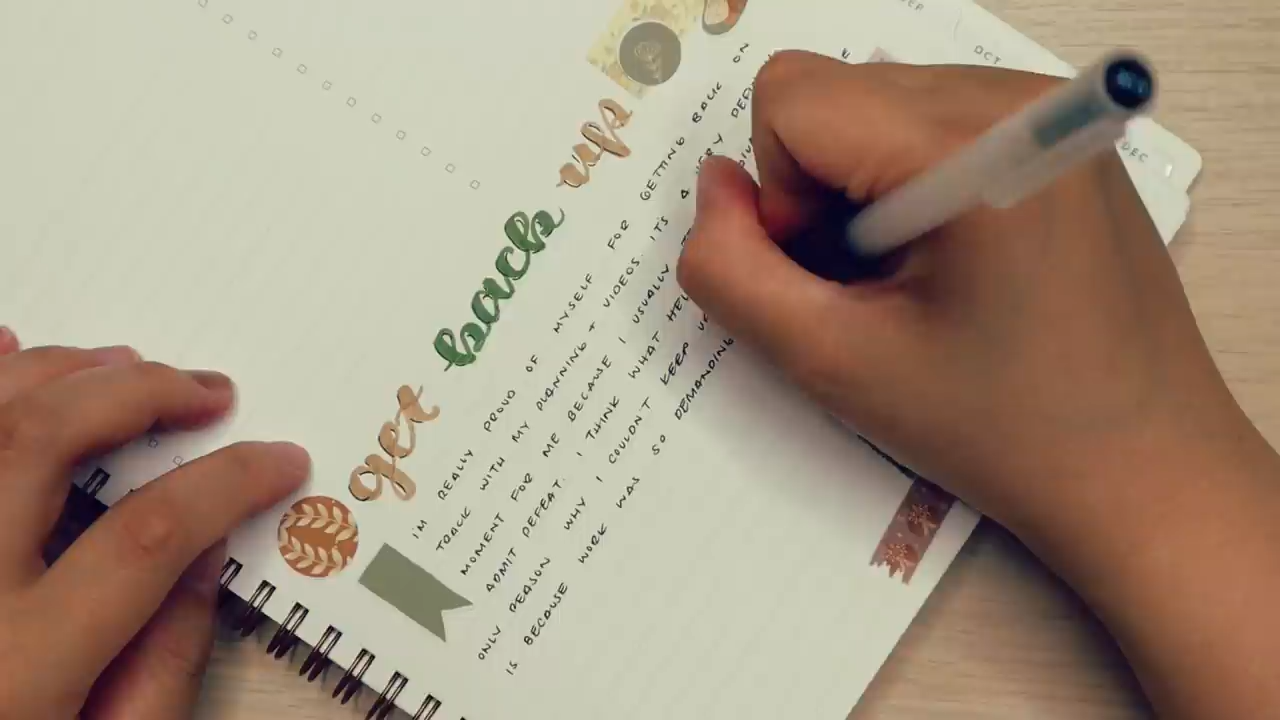 get back up
I'M REALLY PROUD OF MYSELF FOR GETTING BACK ON
TRACK WITH MY PLANNING + VIDEOS. IT'S A VERY
MOMENT FOR ME BECAUSE I USUALLY
ADMIT DEFEAT. I THINK WHAT
ONLY REASON WHY I COULDN'T KEEP
IS BECAUSE WORK WAS SO DEMANDING
SEP
OCT
DEC